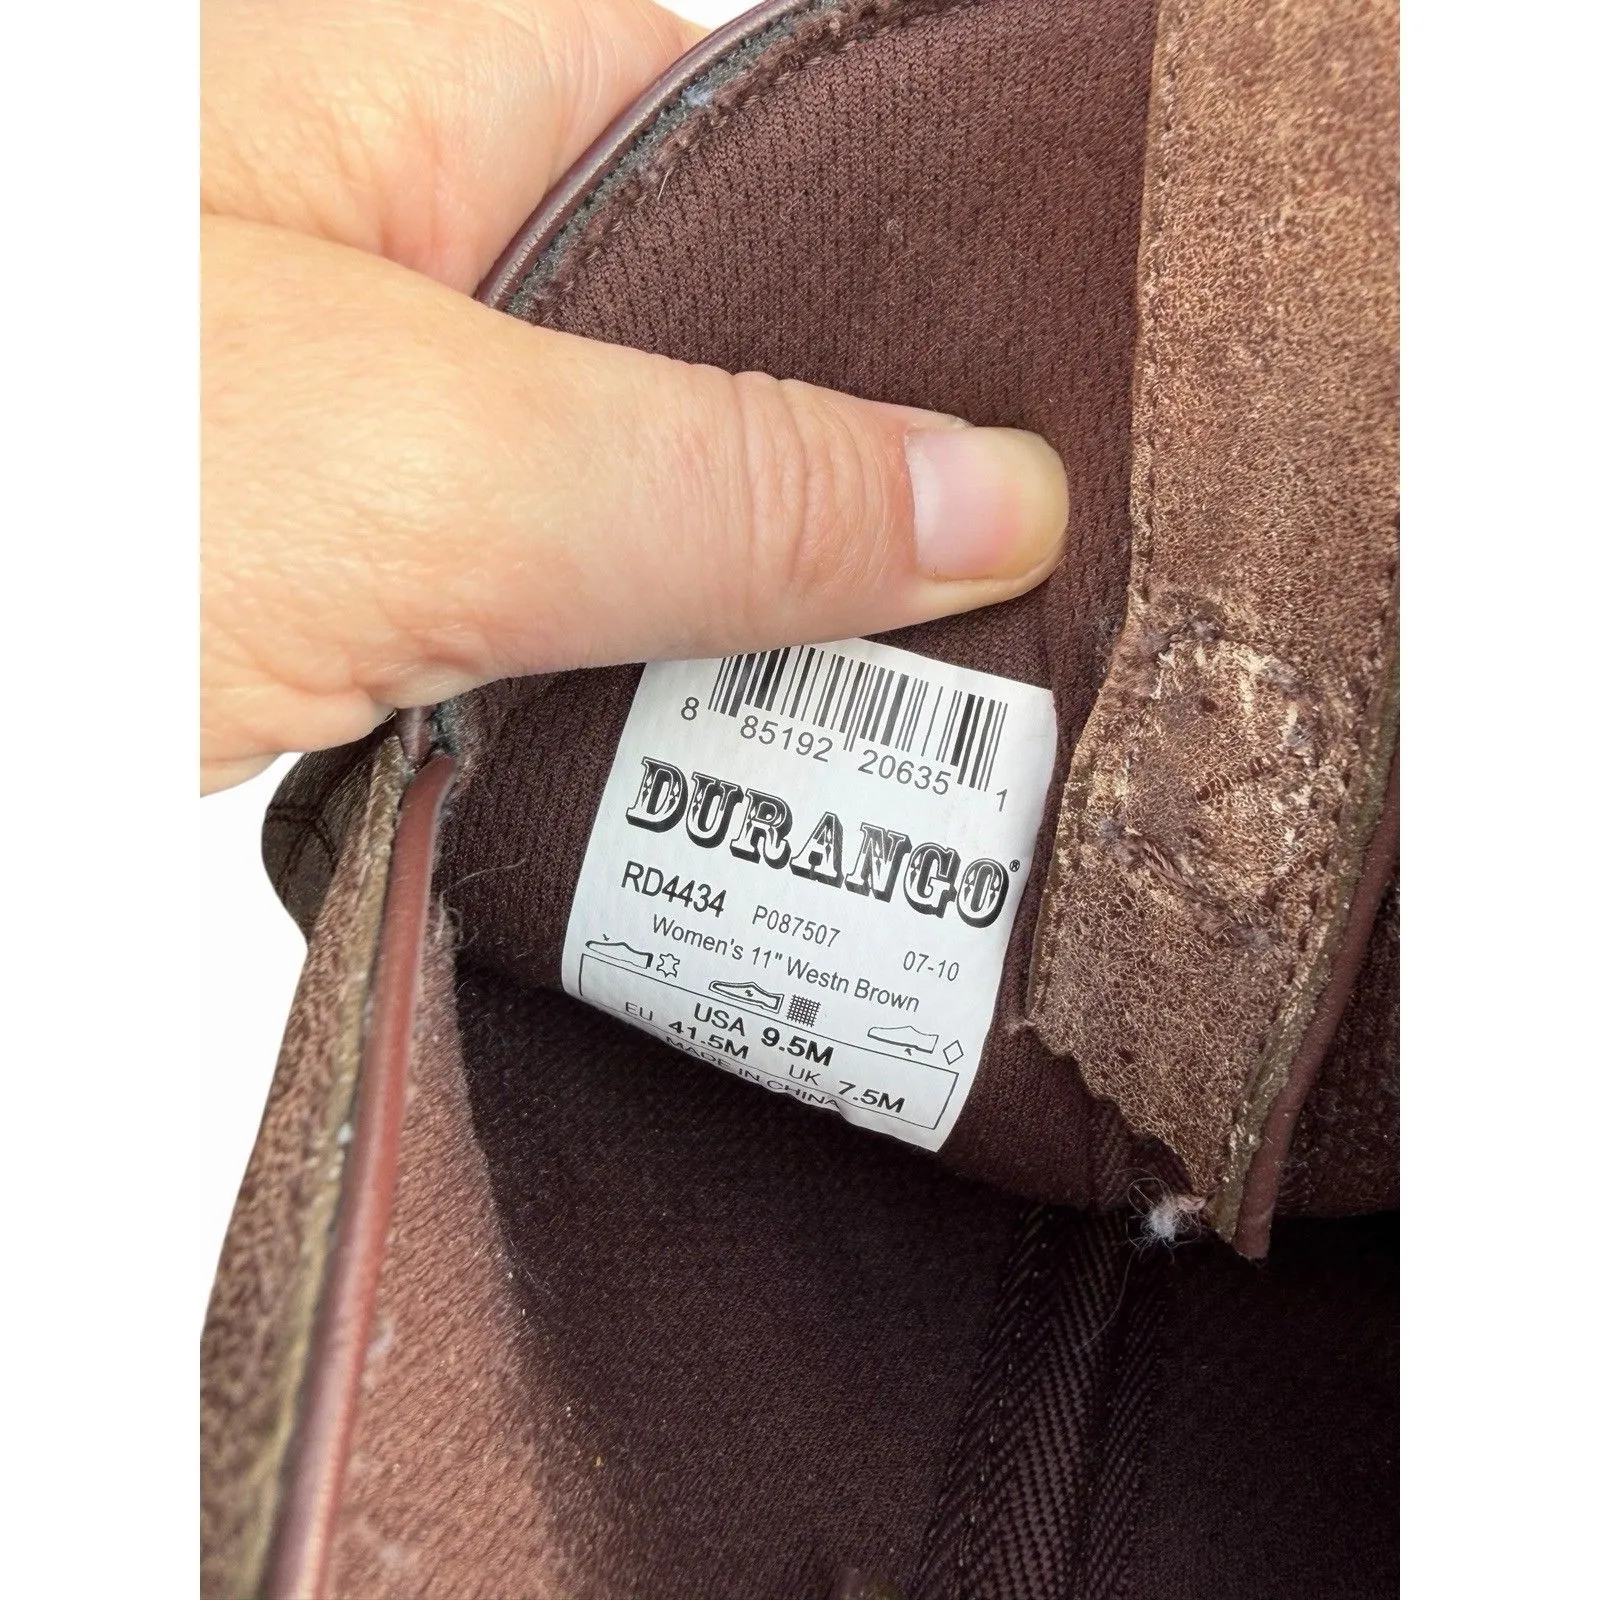 8 85192 20635 1
DURANGO®
RD4434 P087507 07-10
Women's 11" Westn Brown
USA 9.5M
EU 41.5M UK 7.5M
MADE IN CHINA